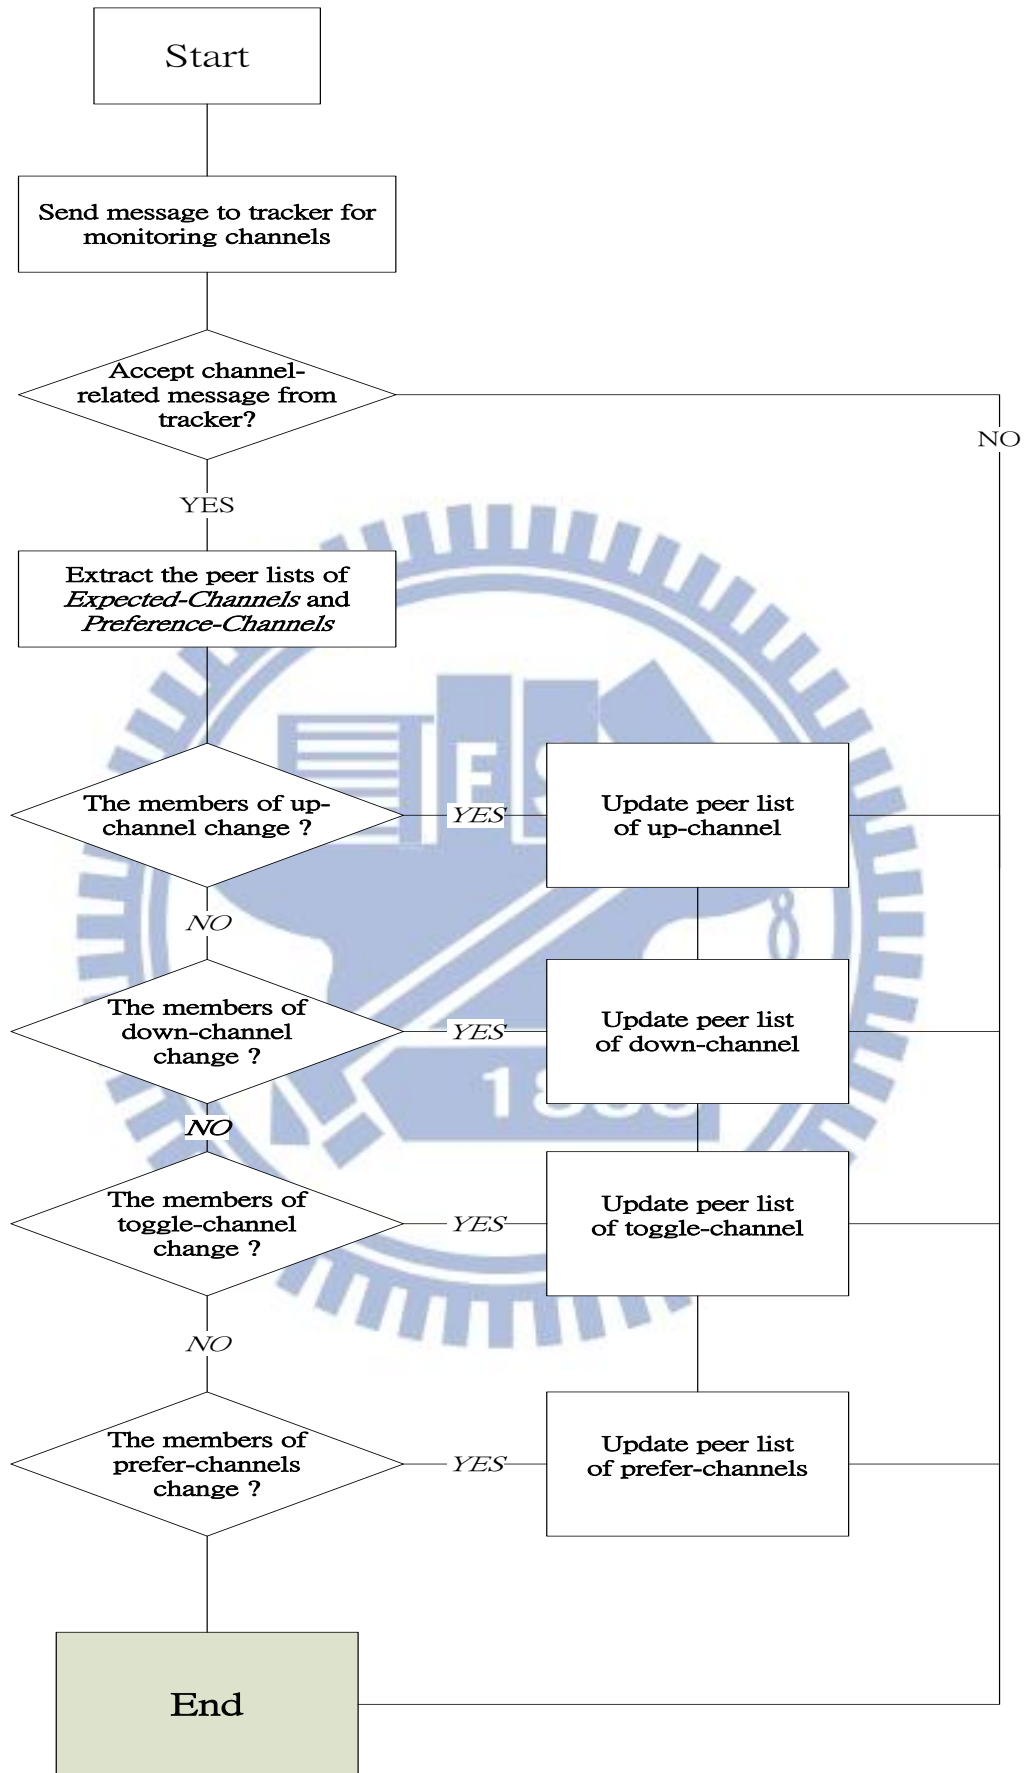 Start
Send message to tracker for
monitoring channels
Accept channel-
related message from
tracker?
NO
YES
Extract the peer lists of
Expected-Channels and
Preference-Channels
The members of up-
channel change ?
YES
Update peer list
of up-channel
NO
The members of
down-channel
change ?
YES
Update peer list
of down-channel
NO
The members of
toggle-channel
change ?
YES
Update peer list
of toggle-channel
NO
The members of
prefer-channels
change ?
YES
Update peer list
of prefer-channels
End